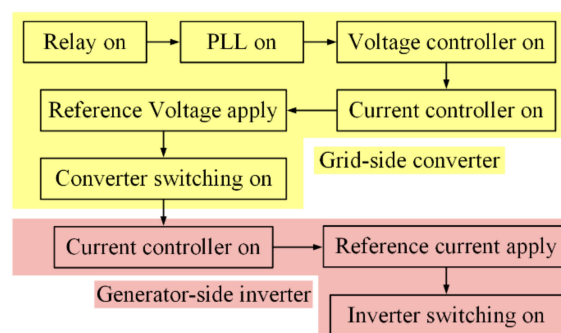 Relay on
PLL on
Voltage controller on
Current controller on
Reference Voltage apply
Grid-side converter
Converter switching on
Current controller on
Reference current apply
Generator-side inverter
Inverter switching on